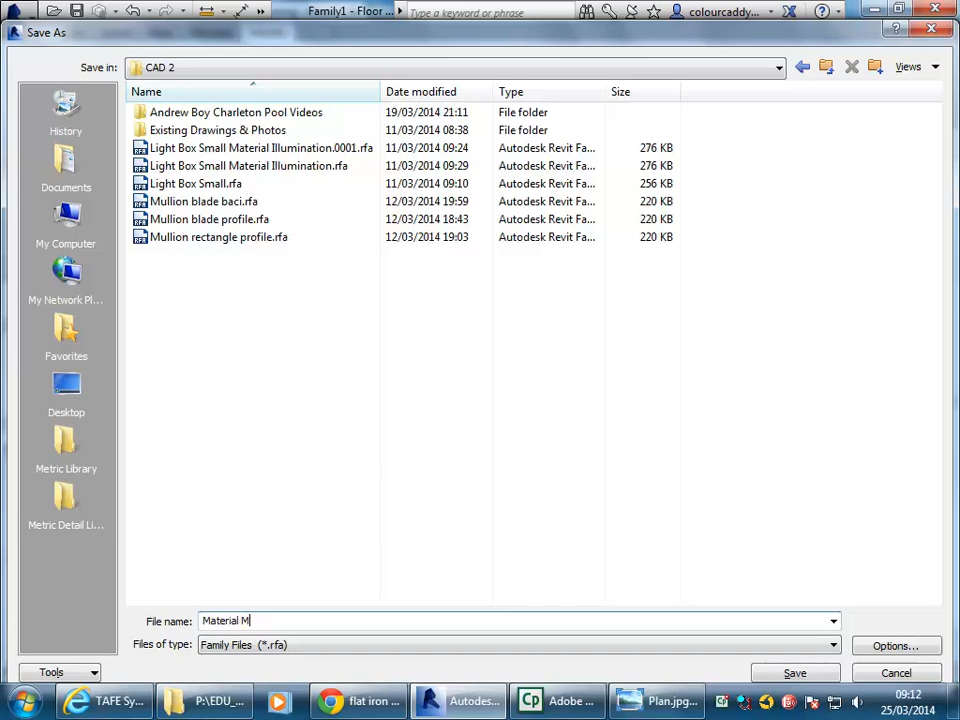 Family1 - Floor ...
Type a keyword or phrase
colourcaddy...
Save As
Save in:
CAD 2
Views
Name
Date modified
Type
Size
Andrew Boy Charleton Pool Videos 19/03/2014 21:11 File folder
Existing Drawings & Photos 11/03/2014 08:38 File folder
Light Box Small Material Illumination.0001.rfa 11/03/2014 09:24 Autodesk Revit Fa... 276 KB
Light Box Small Material Illumination.rfa 11/03/2014 09:29 Autodesk Revit Fa... 276 KB
Light Box Small.rfa 11/03/2014 09:10 Autodesk Revit Fa... 256 KB
Mullion blade baci.rfa 12/03/2014 19:59 Autodesk Revit Fa... 220 KB
Mullion blade profile.rfa 12/03/2014 18:43 Autodesk Revit Fa... 220 KB
Mullion rectangle profile.rfa 12/03/2014 19:03 Autodesk Revit Fa... 220 KB
History
Documents
My Computer
My Network Pl...
Favorites
Desktop
Metric Library
Metric Detail Li...
File name: Material M
Files of type: Family Files (*.rfa)
Options...
Tools
Save
Cancel
TAFE Sy...
P:\EDU_...
flat iron ...
Autodes...
Adobe ...
Plan.jpg...
09:12
25/03/2014